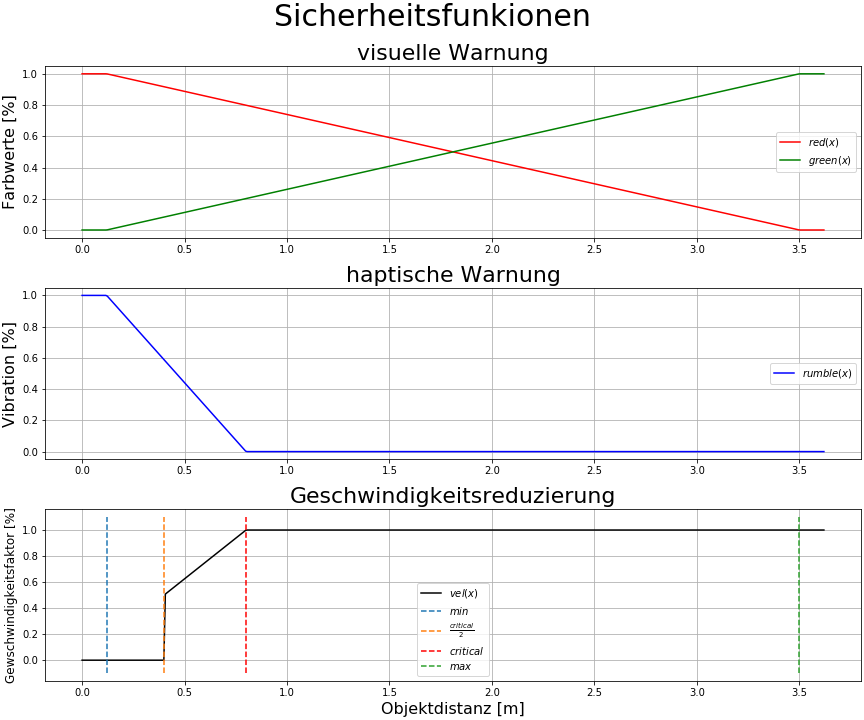 Sicherheitsfunkionen
visuelle Warnung
Farbwerte [%]
1.0
0.8
0.6
0.4
0.2
0.0
red(x)
green(x)
0.0 0.5 1.0 1.5 2.0 2.5 3.0 3.5
haptische Warnung
Vibration [%]
1.0
0.8
0.6
0.4
0.2
0.0
rumble(x)
0.0 0.5 1.0 1.5 2.0 2.5 3.0 3.5
Geschwindigkeitsreduzierung
Gewschwindigkeitsfaktor [%]
1.0
0.8
0.6
0.4
0.2
0.0
vel(x)
min
critical
2
critical
max
0.0 0.5 1.0 1.5 2.0 2.5 3.0 3.5
Objektdistanz [m]